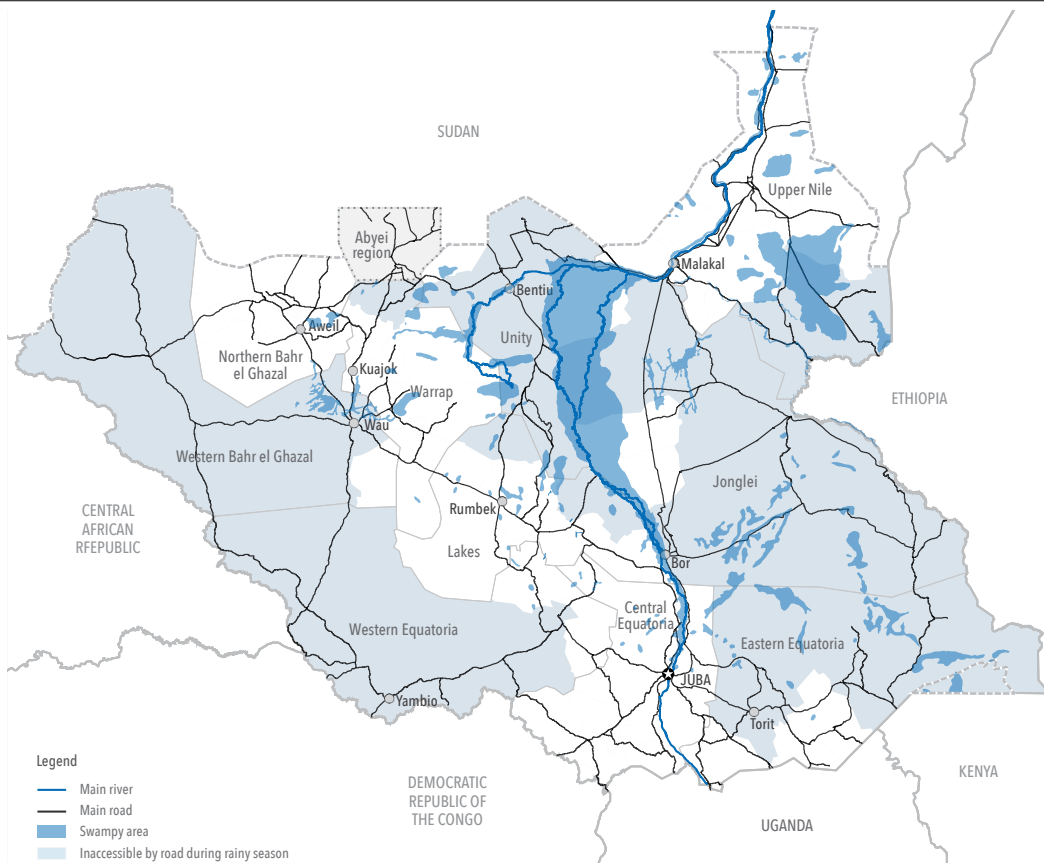 SUDAN
Upper Nile
Abyei
region
Malakal
Bentiu
Aweil
Unity
Northern Bahr
el Ghazal
Kuajok
Warrap
ETHIOPIA
Wau
Western Bahr el Ghazal
Jonglei
CENTRAL
AFRICAN
RFEPUBLIC
Rumbek
Lakes
Bor
Central
Equatoria
Western Equatoria
Eastern Equatoria
JUBA
Yambio
Torit
Legend
Main river
Main road
Swampy area
Inaccessible by road during rainy season
DEMOCRATIC
REPUBLIC OF
THE CONGO
UGANDA
KENYA